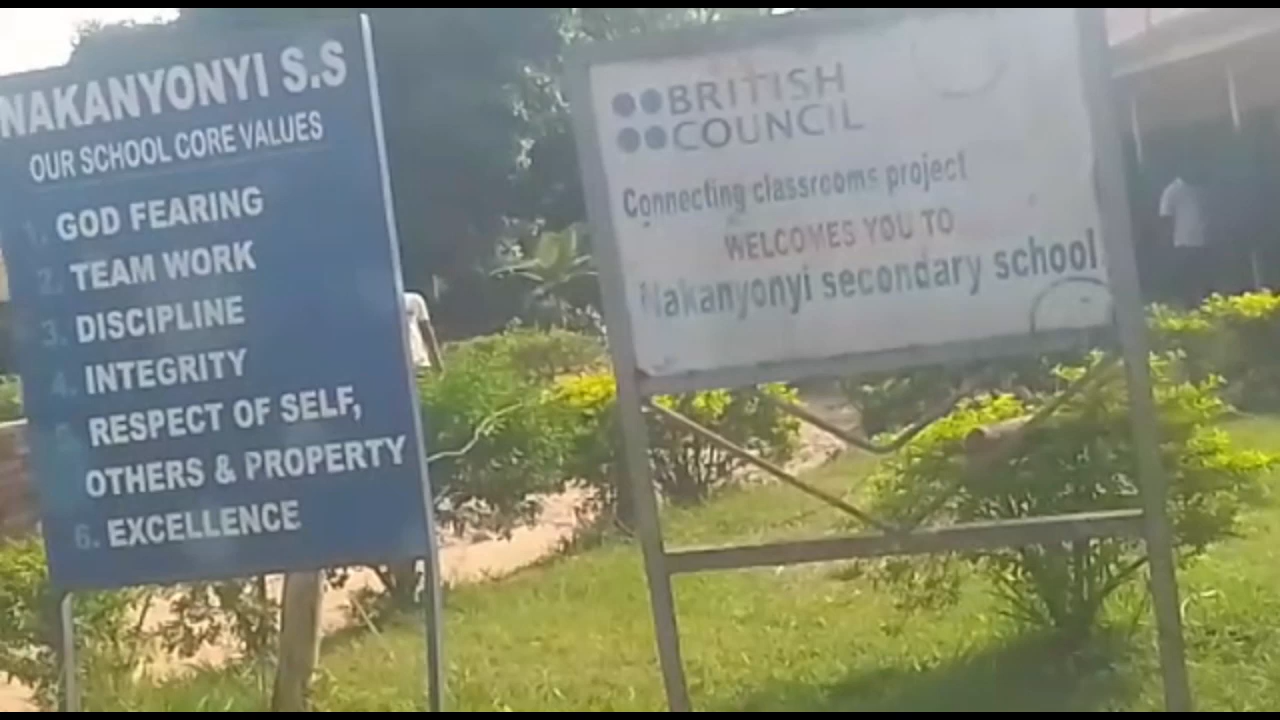 NAKANYONYI S.S
OUR SCHOOL CORE VALUES
1. GOD FEARING
2. TEAM WORK
3. DISCIPLINE
4. INTEGRITY
RESPECT OF SELF,
OTHERS & PROPERTY
6. EXCELLENCE
BRITISH
COUNCIL
Connecting classrooms project
WELCOMES YOU TO
Nakanyonyi secondary school